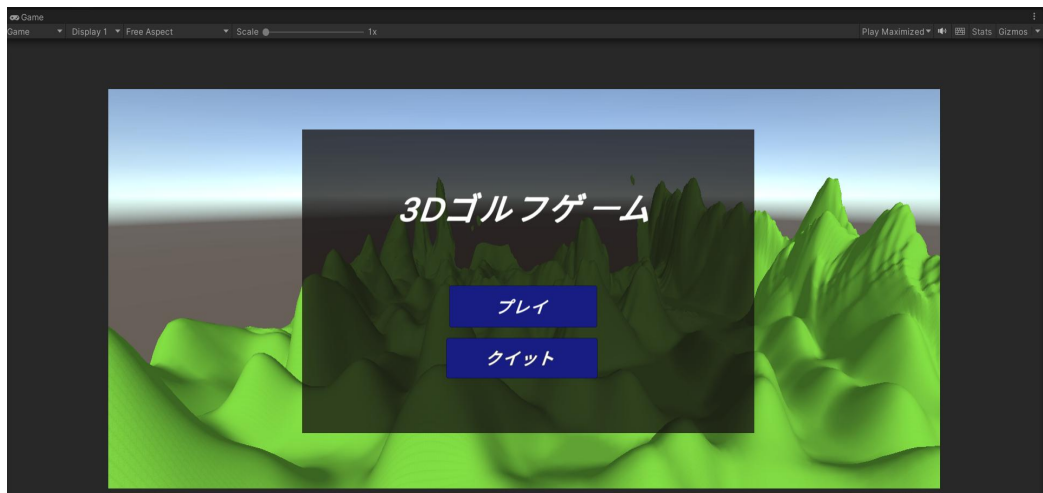 Game
Game Display 1 Free Aspect Scale 1x Play Maximized Stats Gizmos
3Dゴルフゲーム
プレイ
クイット